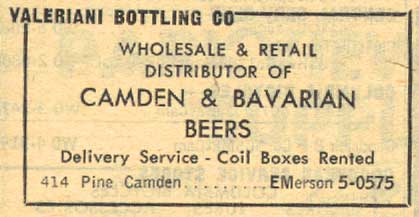 VALERIANI BOTTLING CO
WHOLESALE & RETAIL
DISTRIBUTOR OF
CAMDEN & BAVARIAN
BEERS
Delivery Service - Coil Boxes Rented
414 Pine Camden.........EMerson 5-0575